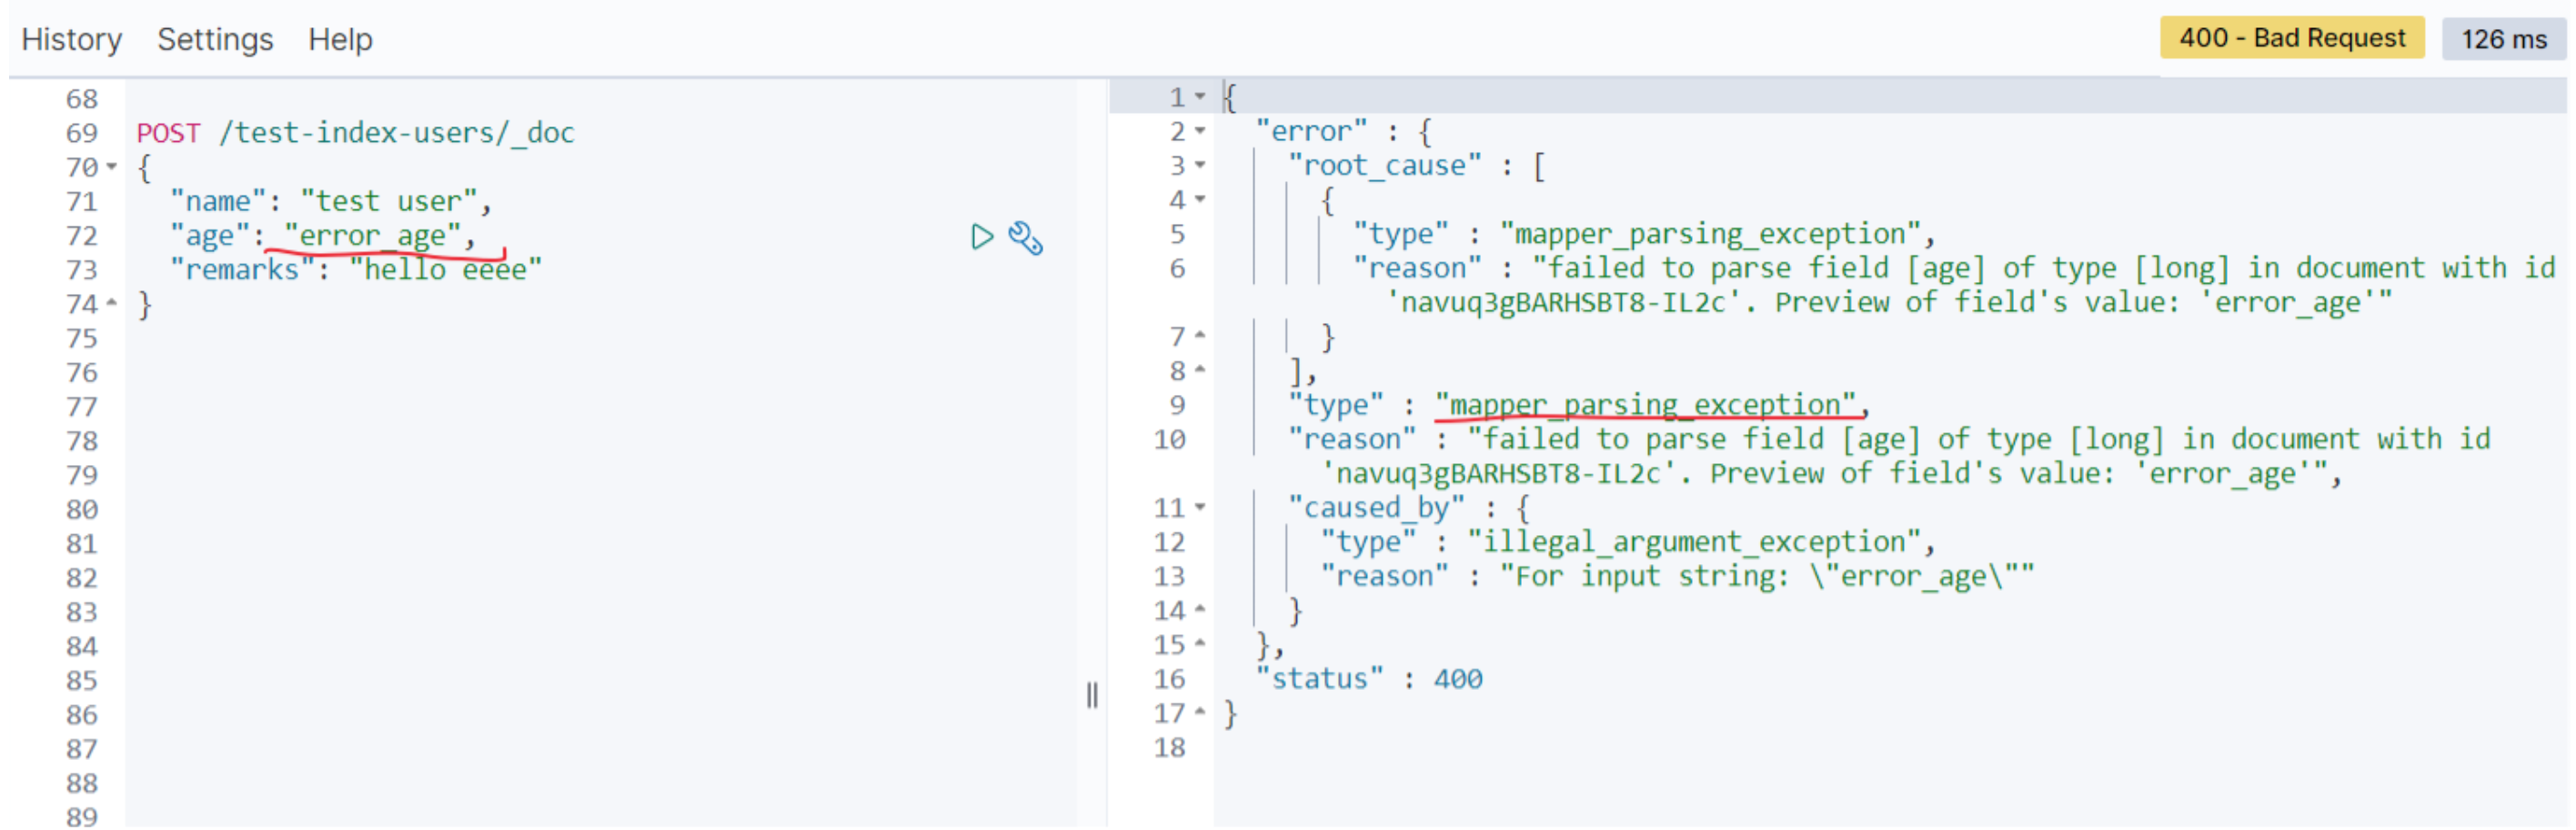 History Settings Help
400 - Bad Request 126 ms
68
69 POST /test-index-users/_doc
70 {
71 "name": "test user",
72 "age": "error_age",
73 "remarks": "hello eeee"
74 }
75
76
77
78
79
80
81
82
83
84
85
86
87
88
89
1 {
2 "error" : {
3 "root_cause" : [
4 {
5 "type" : "mapper_parsing_exception",
6 "reason" : "failed to parse field [age] of type [long] in document with id
'navuq3gBARHSBT8-IL2c'. Preview of field's value: 'error_age'"
7 }
8 ],
9 "type" : "mapper_parsing_exception",
10 "reason" : "failed to parse field [age] of type [long] in document with id
'navuq3gBARHSBT8-IL2c'. Preview of field's value: 'error_age'",
11 "caused_by" : {
12 "type" : "illegal_argument_exception",
13 "reason" : "For input string: \"error_age\""
14 }
15 },
16 "status" : 400
17 }
18